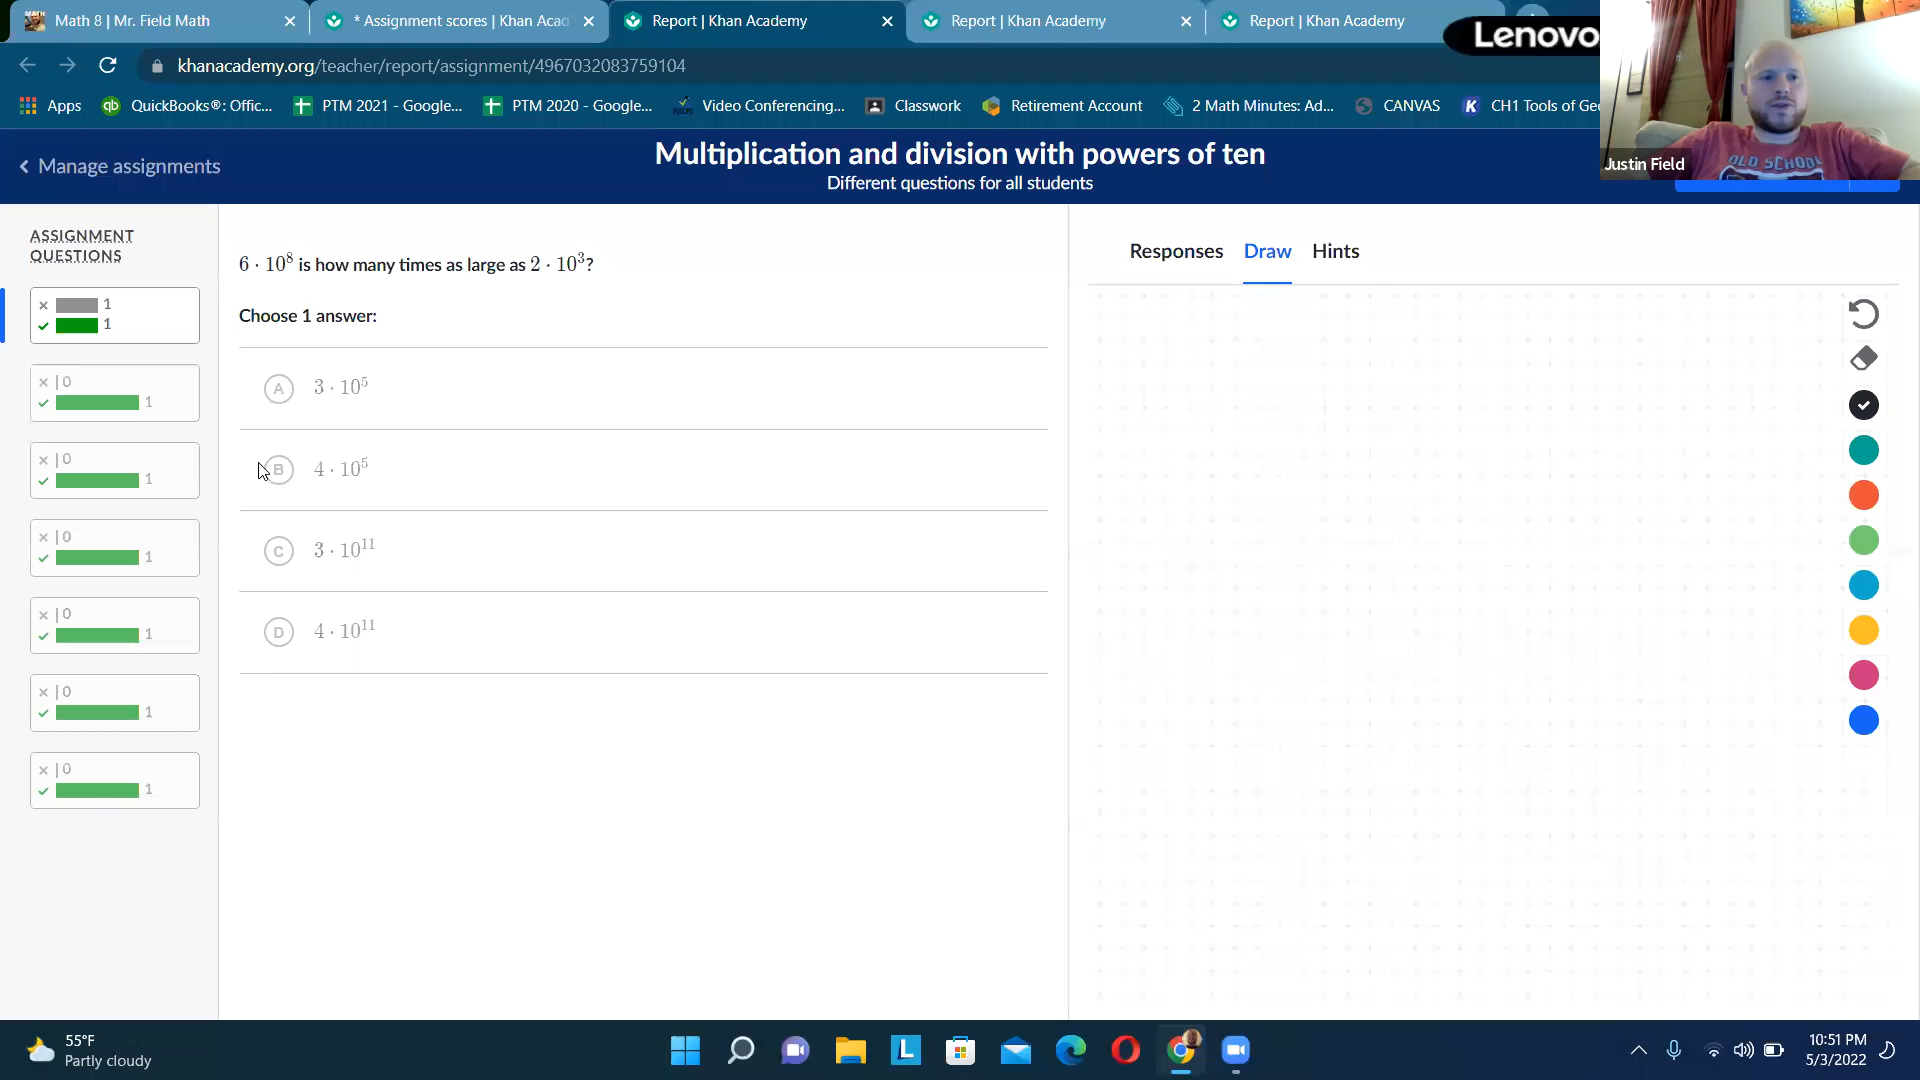 Math 8 | Mr. Field Math
* Assignment scores | Khan Acad
Report | Khan Academy
Report | Khan Academy
Report | Khan Academy
Lenovo
khanacademy.org/teacher/report/assignment/4967032083759104
Apps
QuickBooks®: Offic...
PTM 2021 - Google...
PTM 2020 - Google...
Video Conferencing...
Classwork
Retirement Account
2 Math Minutes: Ad...
CANVAS
CH1 Tools of Geo
OLD SCHOOL
Justin Field
Manage assignments
Multiplication and division with powers of ten
Different questions for all students
ASSIGNMENT
QUESTIONS
1
1
0
1
0
1
0
1
0
1
0
1
0
1
6 · 10⁸ is how many times as large as 2 · 10³?
Choose 1 answer:
A 3 · 10⁵
B 4 · 10⁵
C 3 · 10¹¹
D 4 · 10¹¹
Responses Draw Hints
55°F
Partly cloudy
10:51 PM
5/3/2022